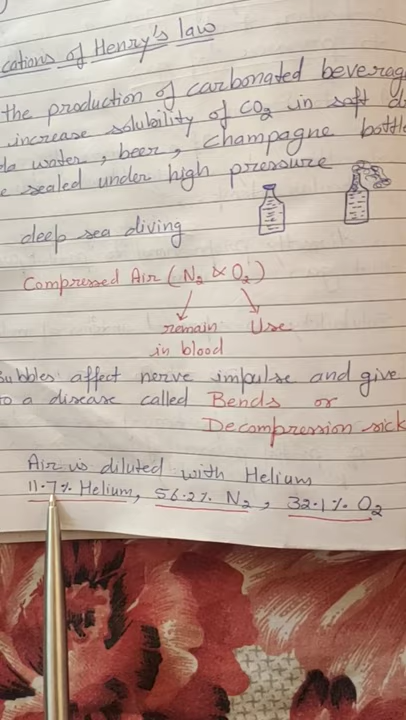 cations of Henry's law
the production of carbonated beverag
increase solubility of CO2 in soft d
da water, beer, champagne bottle
e sealed under high pressure
deep sea diving
Compressed Air (N2 & O2)
remain Use
in blood
Bubbles affect nerve impulse and give
to a disease called Bends or
Decompression sick
Air is diluted with Helium
11.7% Helium, 56.2% N2, 32.1% O2